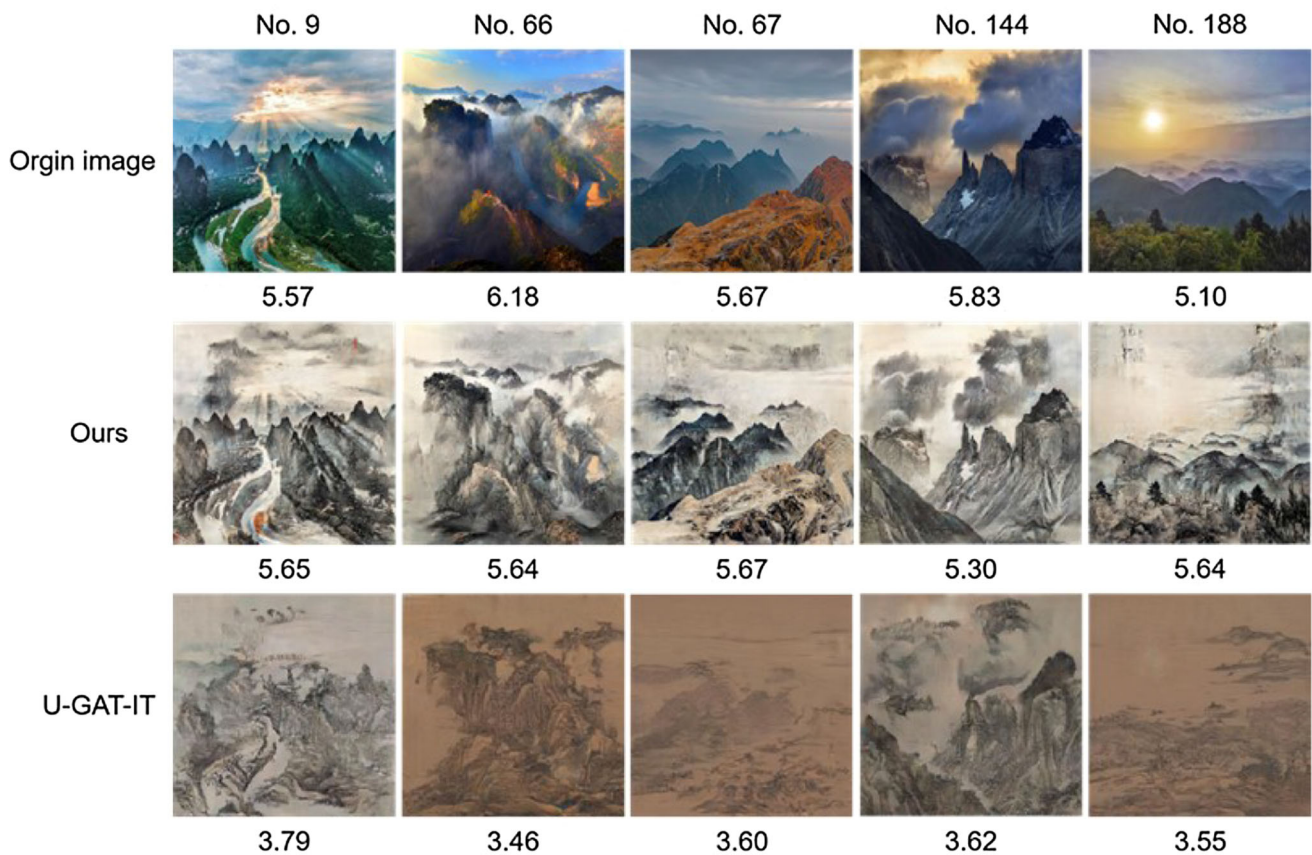 No. 9 No. 66 No. 67 No. 144 No. 188
Orgin image
5.57 6.18 5.67 5.83 5.10
Ours
5.65 5.64 5.67 5.30 5.64
U-GAT-IT
3.79 3.46 3.60 3.62 3.55